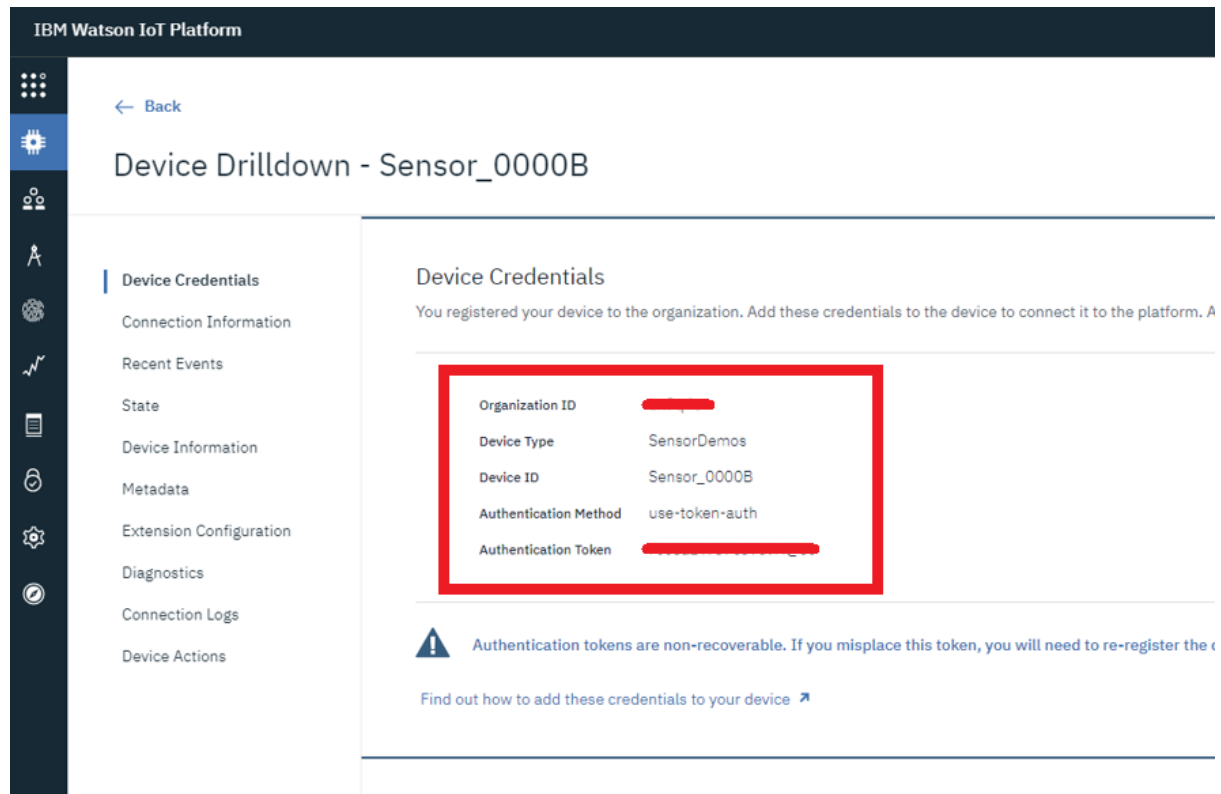 IBM Watson IoT Platform
← Back
Device Drilldown - Sensor_0000B
Device Credentials
Connection Information
Recent Events
State
Device Information
Metadata
Extension Configuration
Diagnostics
Connection Logs
Device Actions
Device Credentials
You registered your device to the organization. Add these credentials to the device to connect it to the platform. A
Organization ID
Device Type SensorDemos
Device ID Sensor_0000B
Authentication Method use-token-auth
Authentication Token
Authentication tokens are non-recoverable. If you misplace this token, you will need to re-register the
Find out how to add these credentials to your device